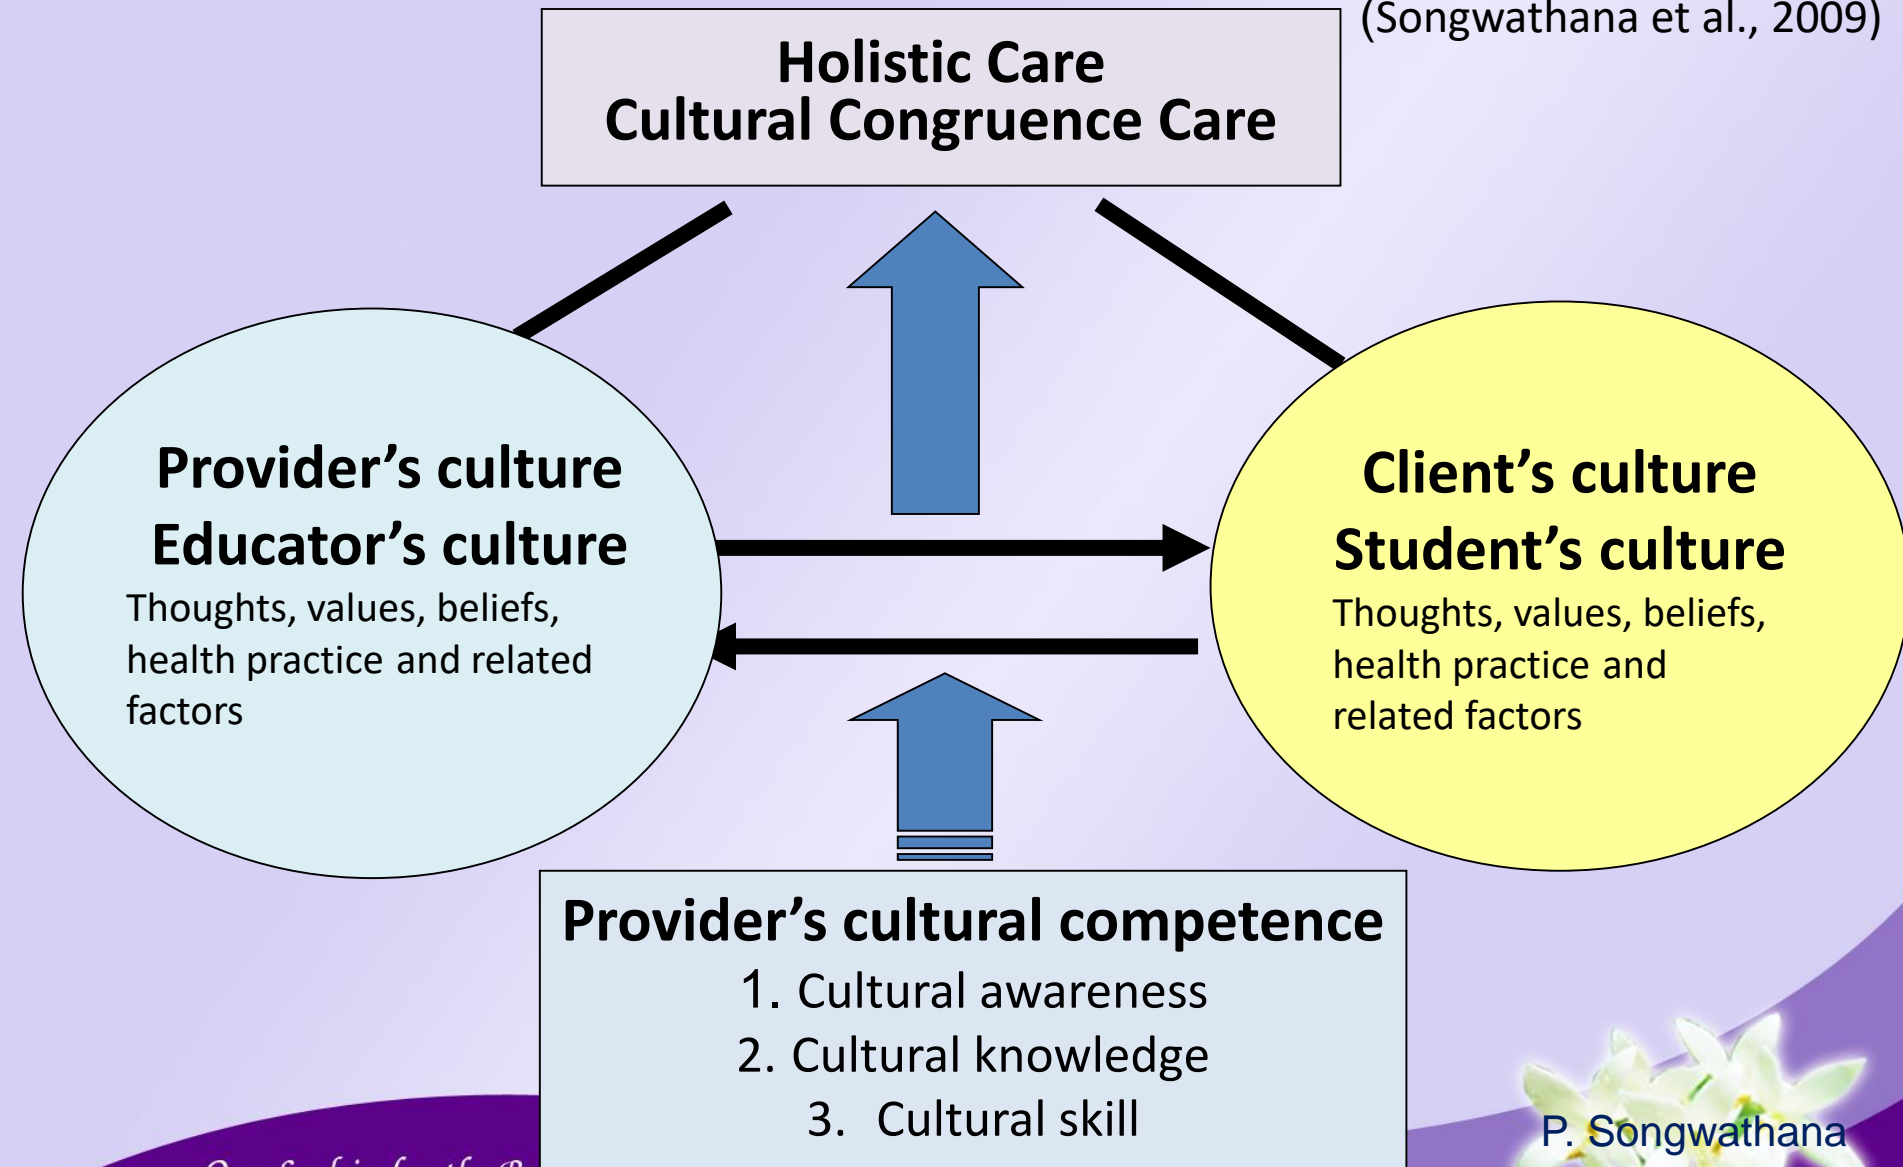 (Songwathana et al., 2009)
Holistic Care
Cultural Congruence Care
Provider’s culture
Educator’s culture
Thoughts, values, beliefs,
health practice and related
factors
Client’s culture
Student’s culture
Thoughts, values, beliefs,
health practice and
related factors
Provider’s cultural competence
1. Cultural awareness
2. Cultural knowledge
3. Cultural skill
P. Songwathana